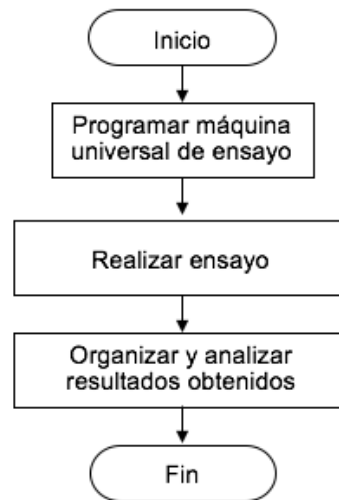 Inicio
Programar máquina
universal de ensayo
Realizar ensayo
Organizar y analizar
resultados obtenidos
Fin